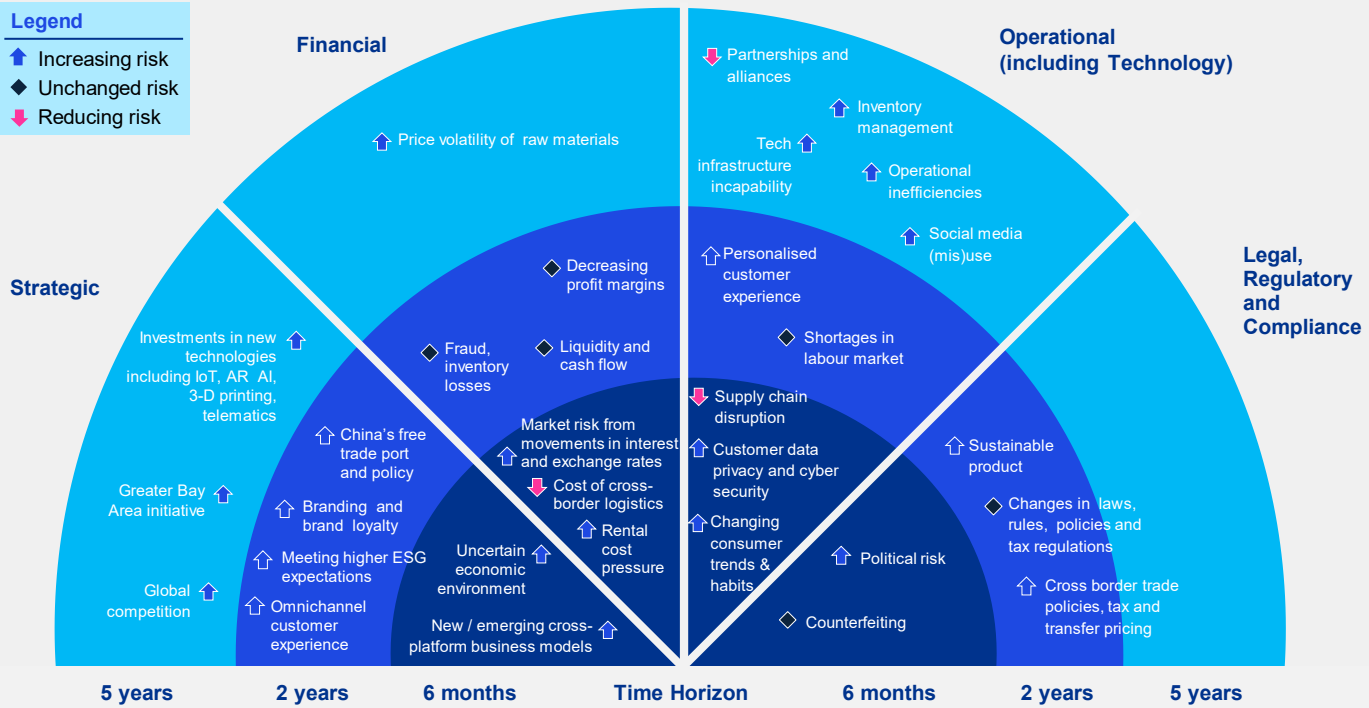 Legend
Increasing risk
Unchanged risk
Reducing risk
Financial
Operational
(including Technology)
Strategic
Legal,
Regulatory
and
Compliance
Price volatility of raw materials
Decreasing
profit margins
Fraud,
inventory
losses
Liquidity and
cash flow
Market risk from
movements in interest
and exchange rates
Cost of cross-
border logistics
Rental
cost
pressure
Partnerships and
alliances
Inventory
management
Tech
infrastructure
incapability
Operational
inefficiencies
Social media
(mis)use
Personalised
customer
experience
Shortages in
labour market
Supply chain
disruption
Customer data
privacy and cyber
security
Changing
consumer
trends &
habits
Investments in new
technologies
including IoT, AR AI,
3-D printing,
telematics
Greater Bay
Area initiative
Global
competition
China's free
trade port
and policy
Branding and
brand loyalty
Meeting higher ESG
expectations
Omnichannel
customer
experience
Uncertain
economic
environment
New / emerging cross-
platform business models
Sustainable
product
Changes in laws,
rules, policies and
tax regulations
Cross border trade
policies, tax and
transfer pricing
Political risk
Counterfeiting
5 years
2 years
6 months
Time Horizon
6 months
2 years
5 years